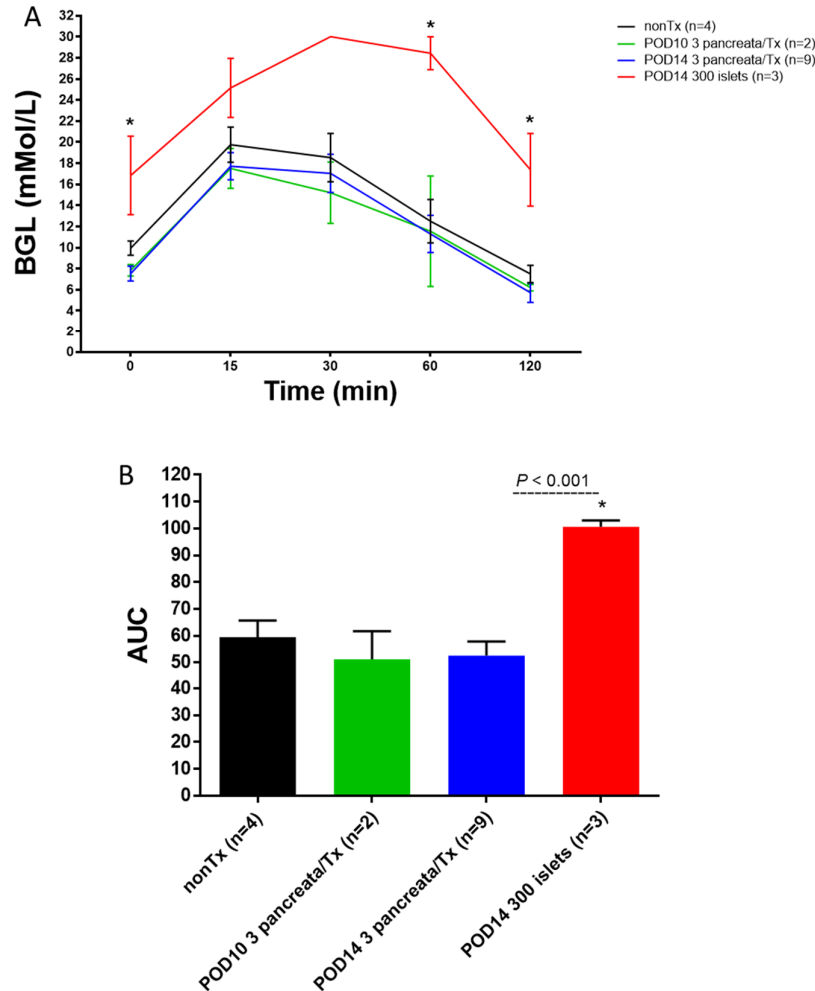 A
nonTx (n=4)
POD10 3 pancreata/Tx (n=2)
POD14 3 pancreata/Tx (n=9)
POD14 300 islets (n=3)
BGL (mMol/L)
32
30
28
26
24
22
20
18
16
14
12
10
8
6
4
2
0
*
*
*
0 15 30 60 120
Time (min)
B
AUC
120
110
100
90
80
70
60
50
40
30
20
10
0
P < 0.001
*
nonTx (n=4)
POD10 3 pancreata/Tx (n=2)
POD14 3 pancreata/Tx (n=9)
POD14 300 islets (n=3)